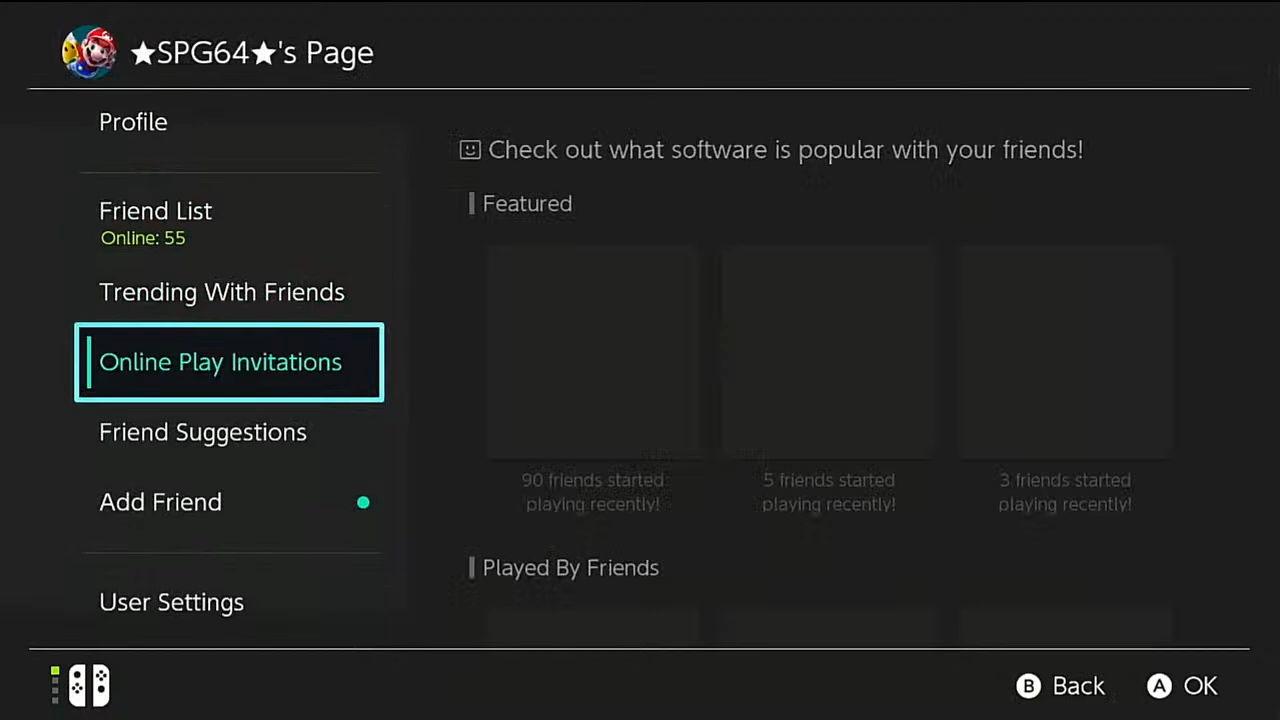 ★SPG64★'s Page
Profile
Friend List
Online: 55
Trending With Friends
Online Play Invitations
Friend Suggestions
Add Friend
User Settings
Check out what software is popular with your friends!
Featured
90 friends started
playing recently!
5 friends started
playing recently!
3 friends started
playing recently!
Played By Friends
B Back
A OK